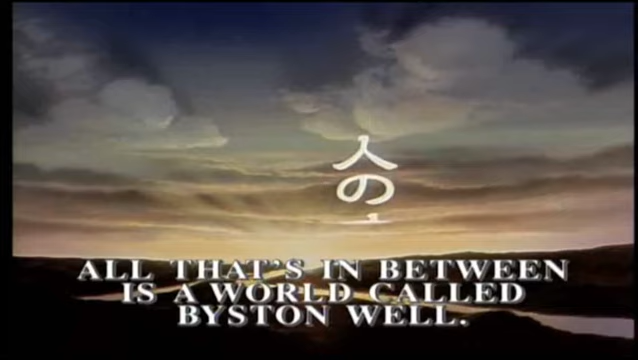 人の
ALL THAT'S IN BETWEEN
IS A WORLD CALLED
BYSTON WELL.